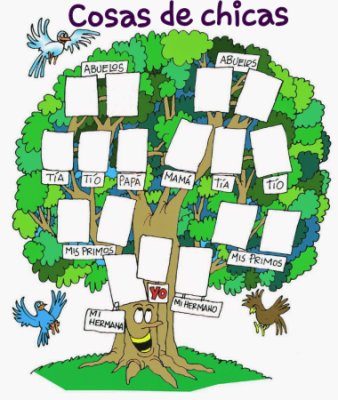 Cosas de chicas
ABUELOS
ABUELOS
TÍA
TÍO
PAPÁ
MAMÁ
TÍA
TÍO
MIS PRIMOS
MIS PRIMOS
YO
MI
HERMANA
MI HERMANO